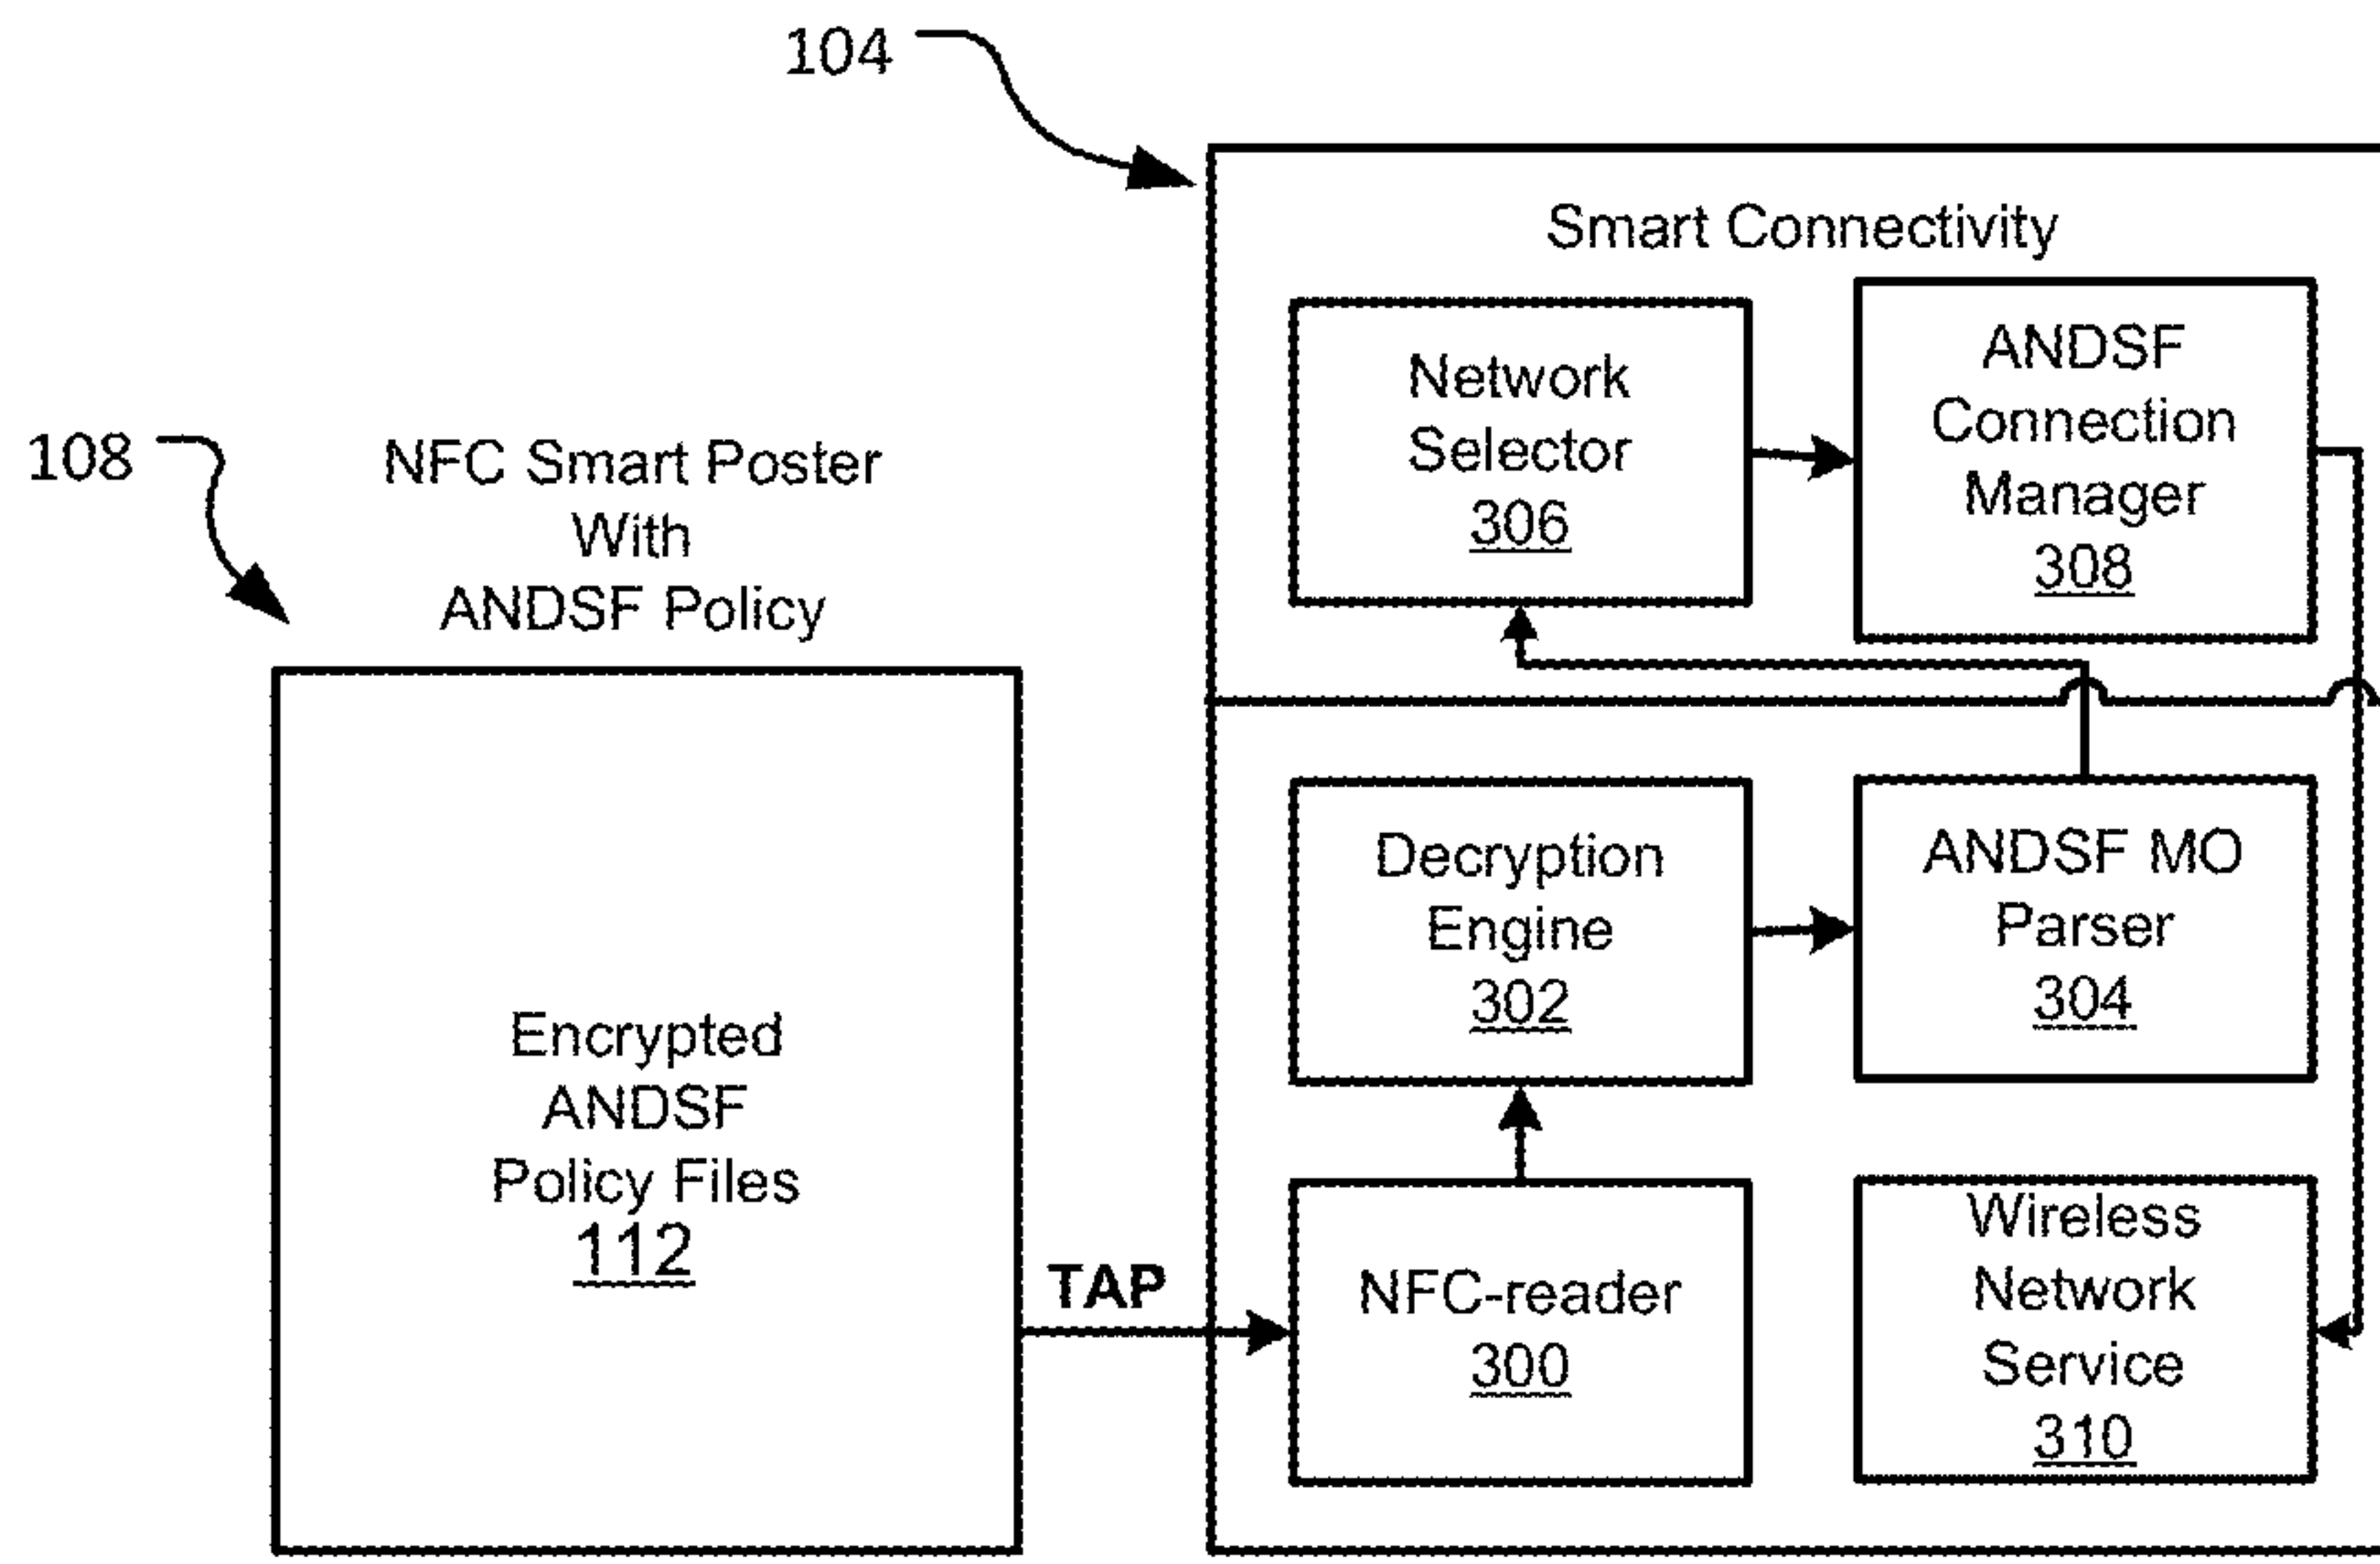 104
108
NFC Smart Poster
With
ANDSF Policy
Encrypted
ANDSF
Policy Files
112
TAP
Smart Connectivity
Network
Selector
306
ANDSF
Connection
Manager
308
Decryption
Engine
302
ANDSF MO
Parser
304
NFC-reader
300
Wireless
Network
Service
310